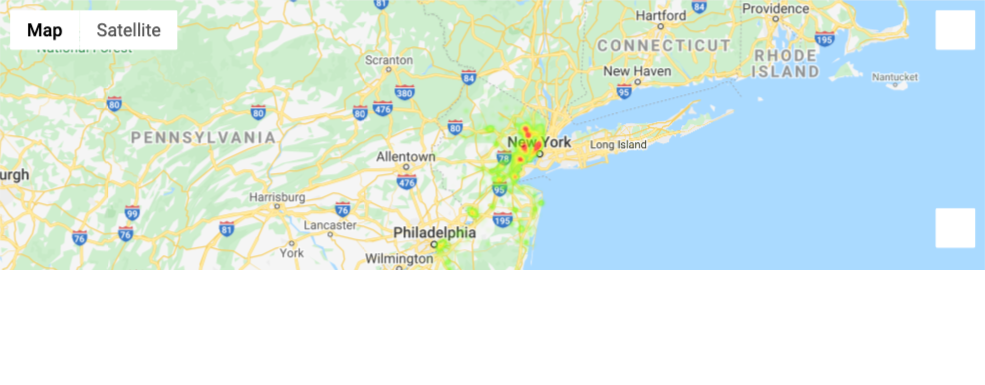 Map
Satellite
National Forest
Scranton
Hartford
Providence
CONNECTICUT
RHODE
ISLAND
New Haven
Nantucket
81
84
195
84
380
476
80
80
80
95
80
PENNSYLVANIA
New York
Long Island
78
Allentown
476
urgh
95
Harrisburg
76
99
195
Lancaster
76
76
81
Philadelphia
York
Wilmington